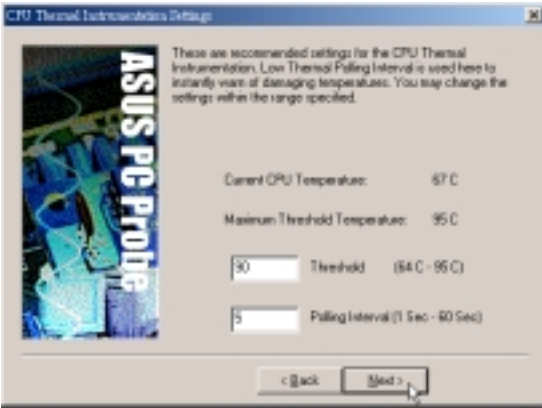 CPU Thermal Instrumentation Settings
ASUS PC Probe
These are recommended settings for the CPU Thermal
Instrumentation. Low Thermal Polling Interval is used here to
instantly warn of damaging temperatures. You may change the
settings within the range specified.
Current CPU Temperature: 67 C
Maximum Threshold Temperature: 95 C
90 Threshold (64 C - 95 C)
5 Polling Interval (1 Sec - 60 Sec)
< Back Next >